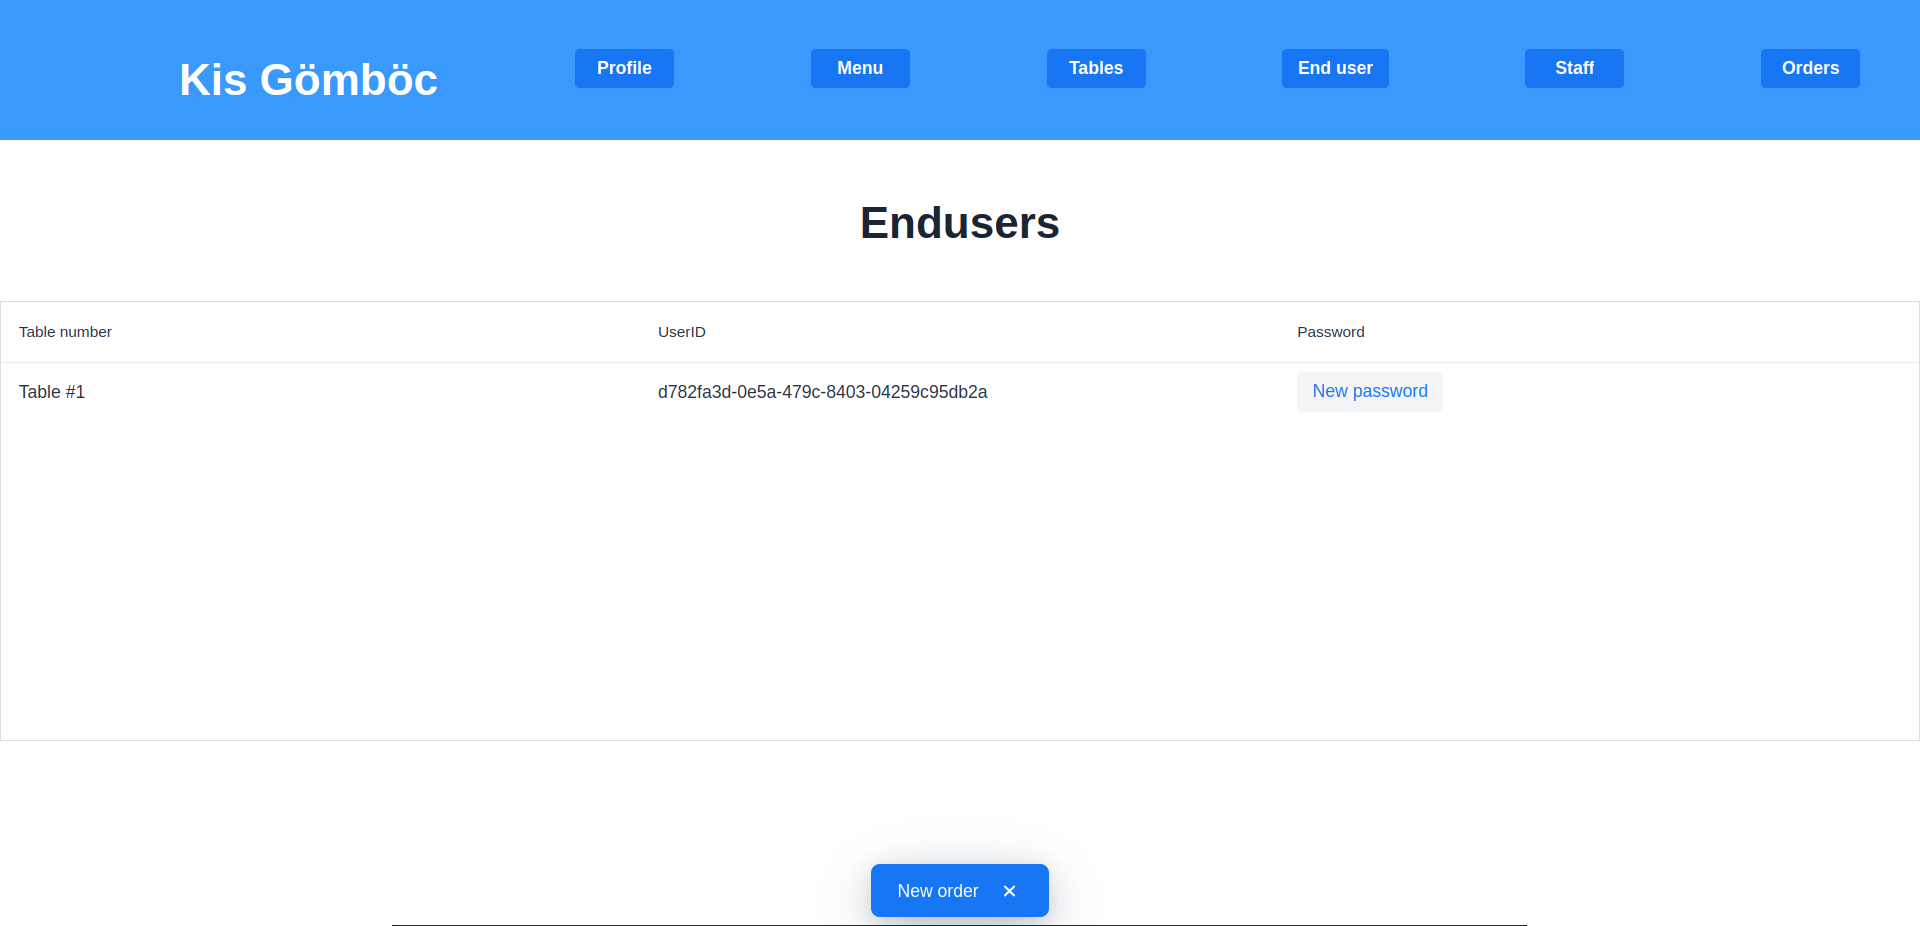 Kis Gömböc
Profile
Menu
Tables
End user
Staff
Orders
Endusers
Table number
UserID
Password
Table #1
d782fa3d-0e5a-479c-8403-04259c95db2a
New password
New order